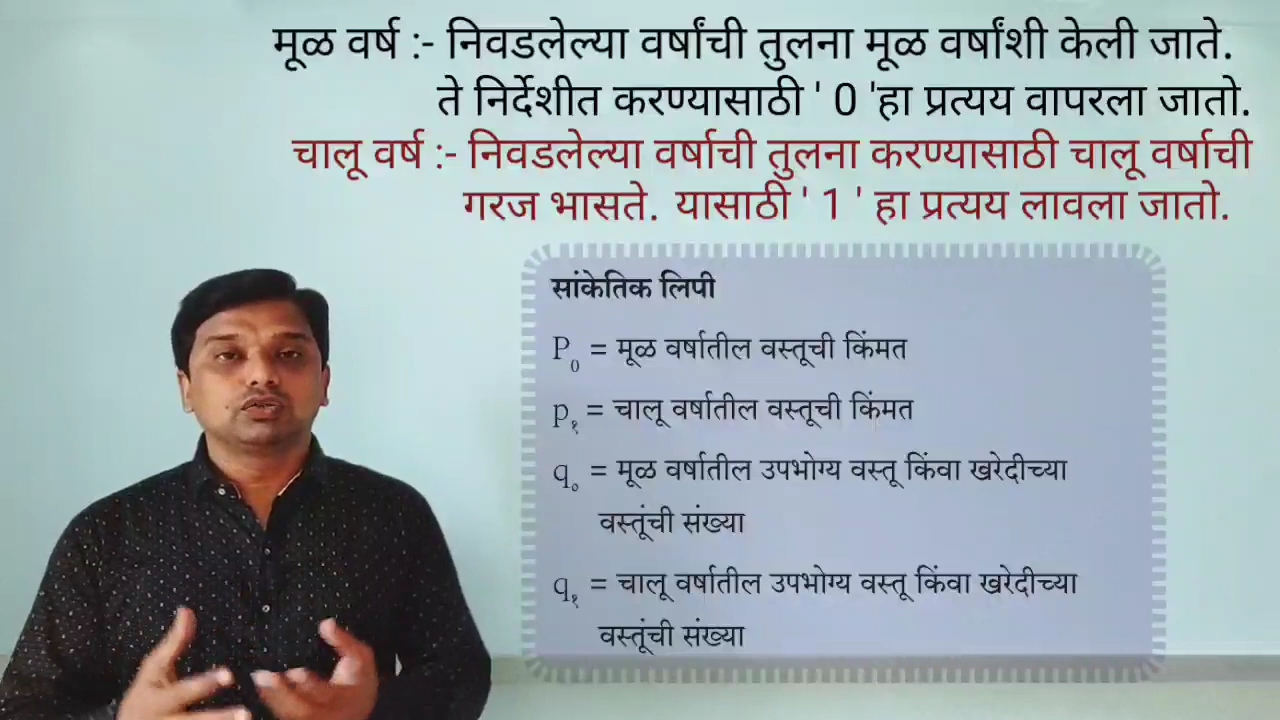 मूळ वर्ष :- निवडलेल्या वर्षांची तुलना मूळ वर्षांशी केली जाते.
ते निर्देशीत करण्यासाठी ' 0 'हा प्रत्यय वापरला जातो.
चालू वर्ष :- निवडलेल्या वर्षाची तुलना करण्यासाठी चालू वर्षाची
गरज भासते. यासाठी ' 1 ' हा प्रत्यय लावला जातो.
सांकेतिक लिपी
P₀ = मूळ वर्षातील वस्तूची किंमत
p१ = चालू वर्षातील वस्तूची किंमत
q० = मूळ वर्षातील उपभोग्य वस्तू किंवा खरेदीच्या
वस्तूंची संख्या
q१ = चालू वर्षातील उपभोग्य वस्तू किंवा खरेदीच्या
वस्तूंची संख्या